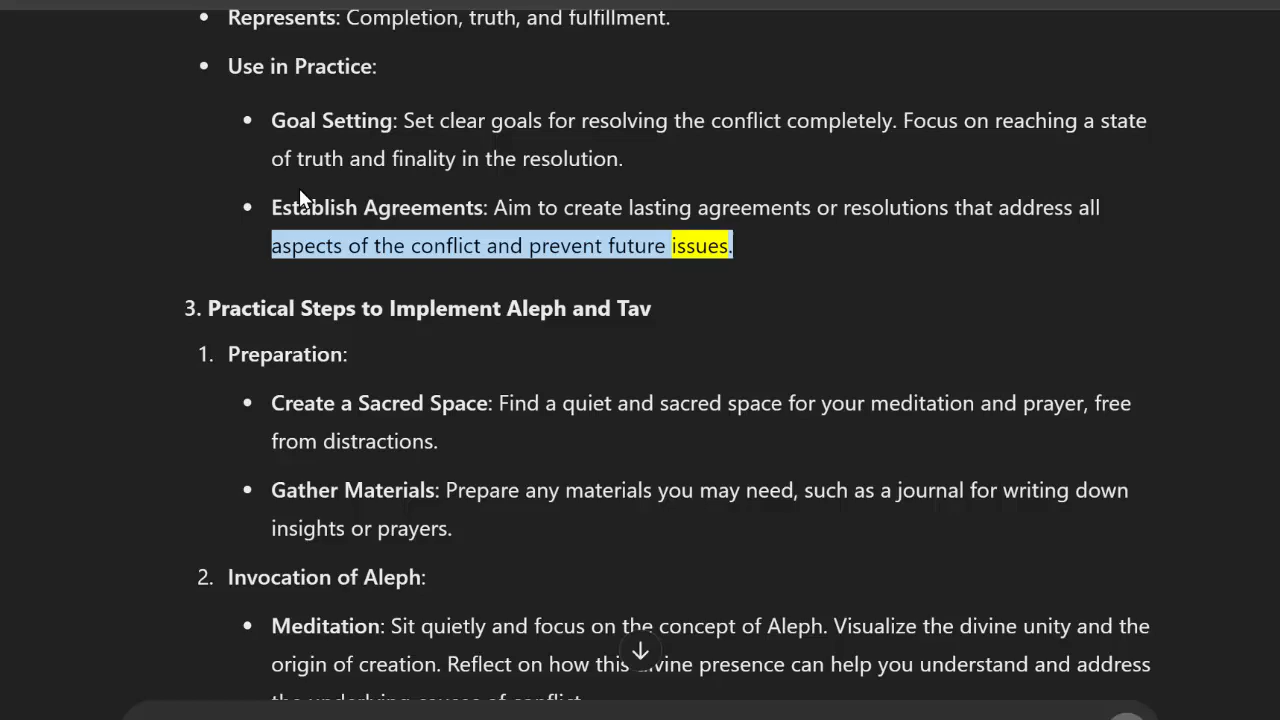 • Represents: Completion, truth, and fulfillment.
• Use in Practice:
• Goal Setting: Set clear goals for resolving the conflict completely. Focus on reaching a state
of truth and finality in the resolution.
• Establish Agreements: Aim to create lasting agreements or resolutions that address all
aspects of the conflict and prevent future issues.
3. Practical Steps to Implement Aleph and Tav
1. Preparation:
• Create a Sacred Space: Find a quiet and sacred space for your meditation and prayer, free
from distractions.
• Gather Materials: Prepare any materials you may need, such as a journal for writing down
insights or prayers.
2. Invocation of Aleph:
• Meditation: Sit quietly and focus on the concept of Aleph. Visualize the divine unity and the
origin of creation. Reflect on how this divine presence can help you understand and address
the underlying causes of conflict.